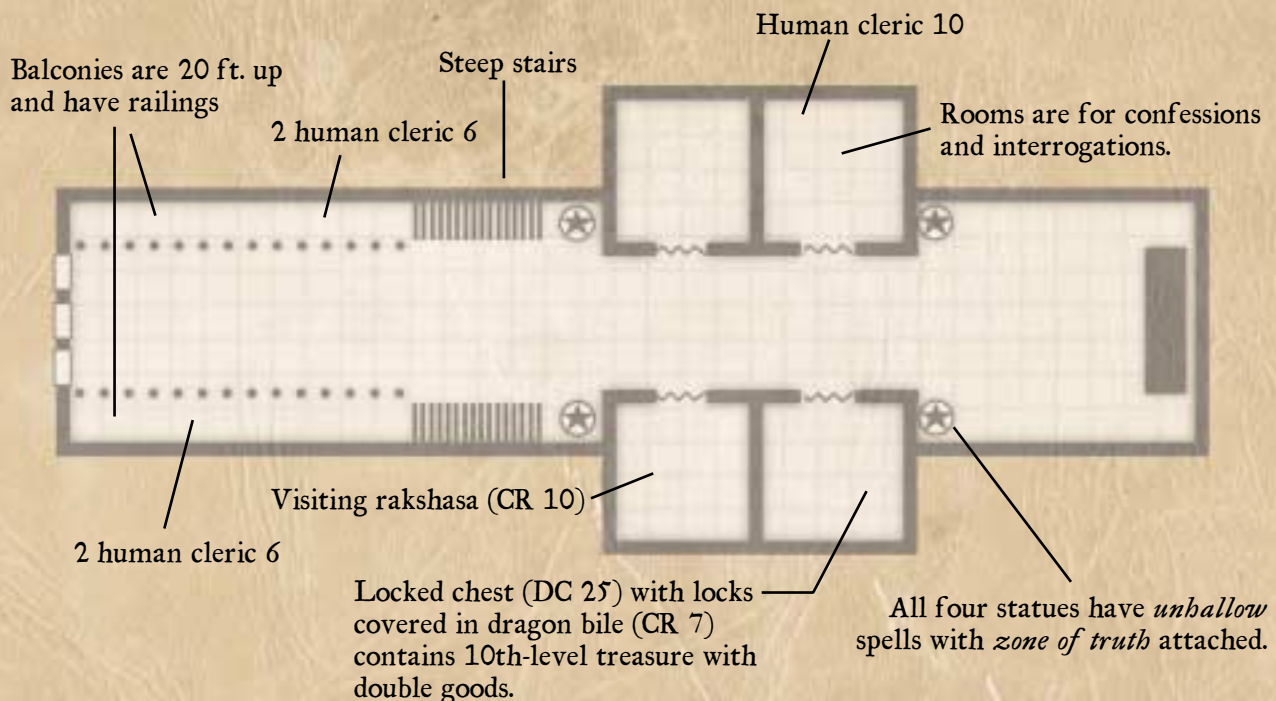 Human cleric 10
Balconies are 20 ft. up
and have railings
Steep stairs
2 human cleric 6
Rooms are for confessions
and interrogations.
Visiting rakshasa (CR 10)
2 human cleric 6
Locked chest (DC 25) with locks
covered in dragon bile (CR 7)
contains 10th-level treasure with
double goods.
All four statues have unhallow
spells with zone of truth attached.